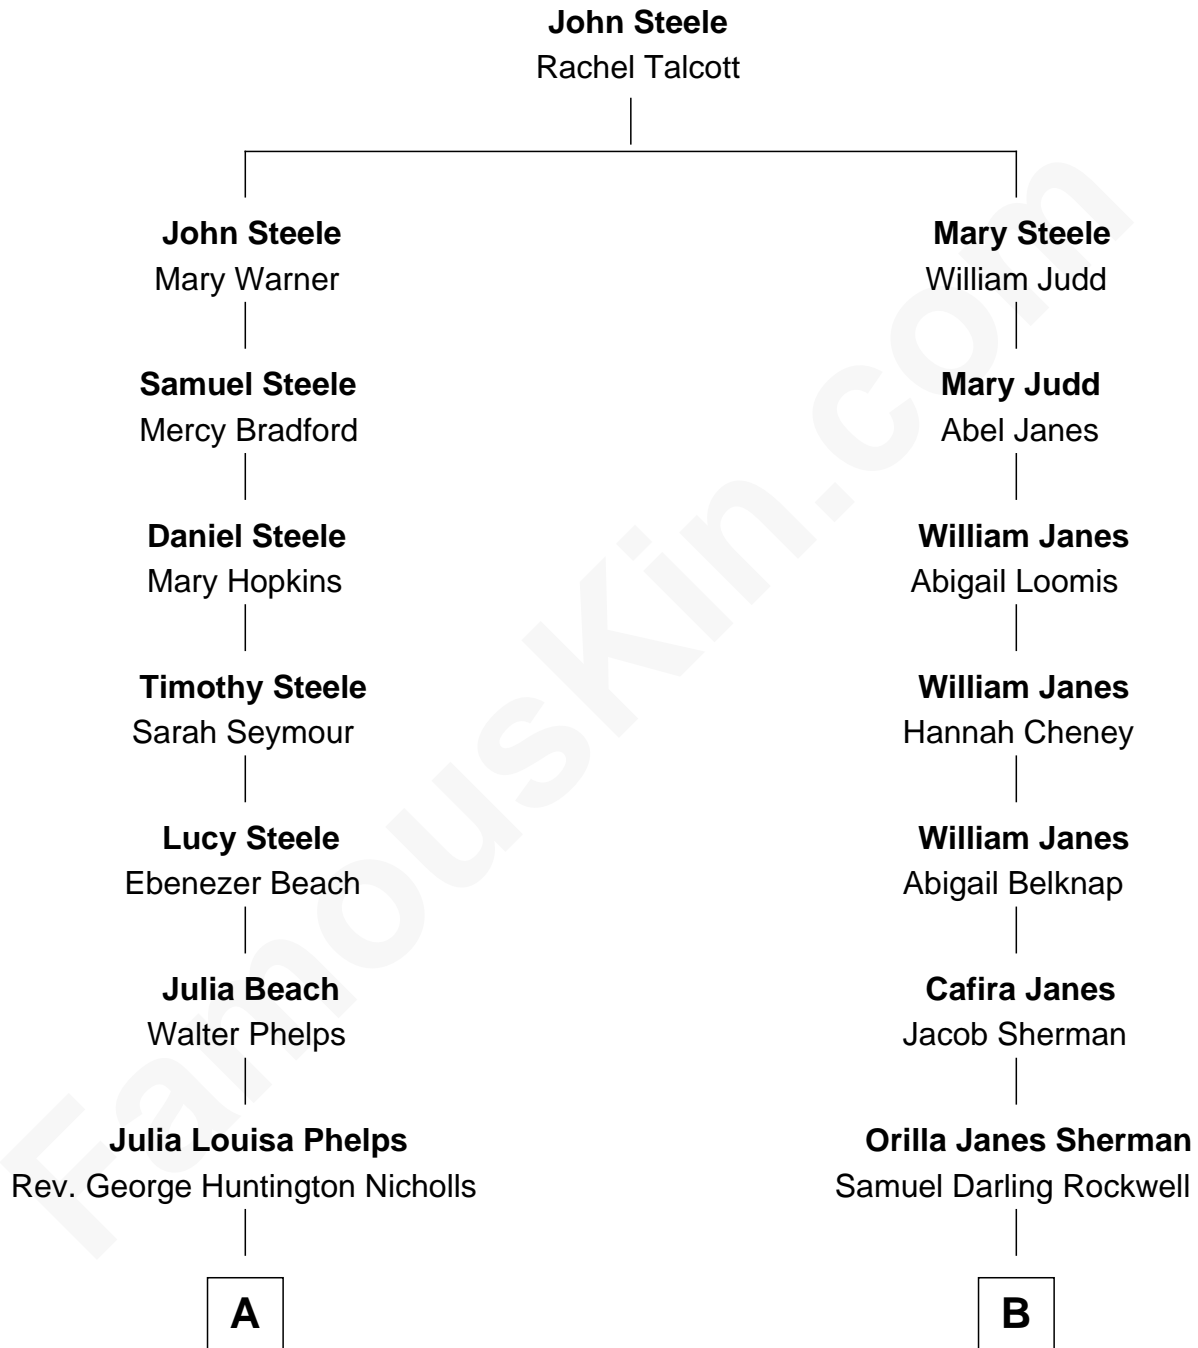 John Steele
Rachel Talcott
John Steele
Mary Warner
Mary Steele
William Judd
Samuel Steele
Mercy Bradford
Mary Judd
Abel Janes
Daniel Steele
Mary Hopkins
William Janes
Abigail Loomis
Timothy Steele
Sarah Seymour
William Janes
Hannah Cheney
Lucy Steele
Ebenezer Beach
William Janes
Abigail Belknap
Julia Beach
Walter Phelps
Cafira Janes
Jacob Sherman
Julia Louisa Phelps
Rev. George Huntington Nicholls
Orilla Janes Sherman
Samuel Darling Rockwell
A
B
FamousKin.com